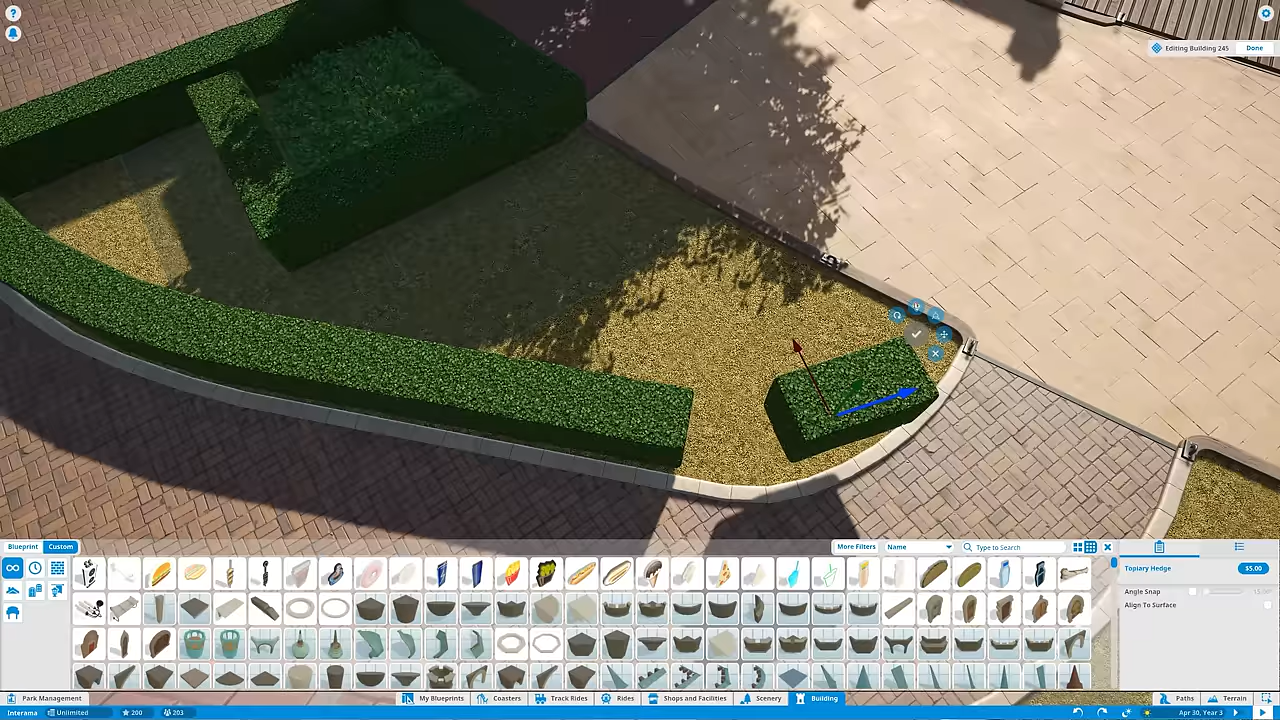 ?
Editing Building 245 Done
Blueprint Custom
More Filters Name Type to Search
Topiary Hedge $5.00
Angle Snap
Align To Surface
Park Management My Blueprints Coasters Track Rides Rides Shops and Facilities Scenery Building Paths Terrain
Interama Unlimited 200 203 Apr 30, Year 3